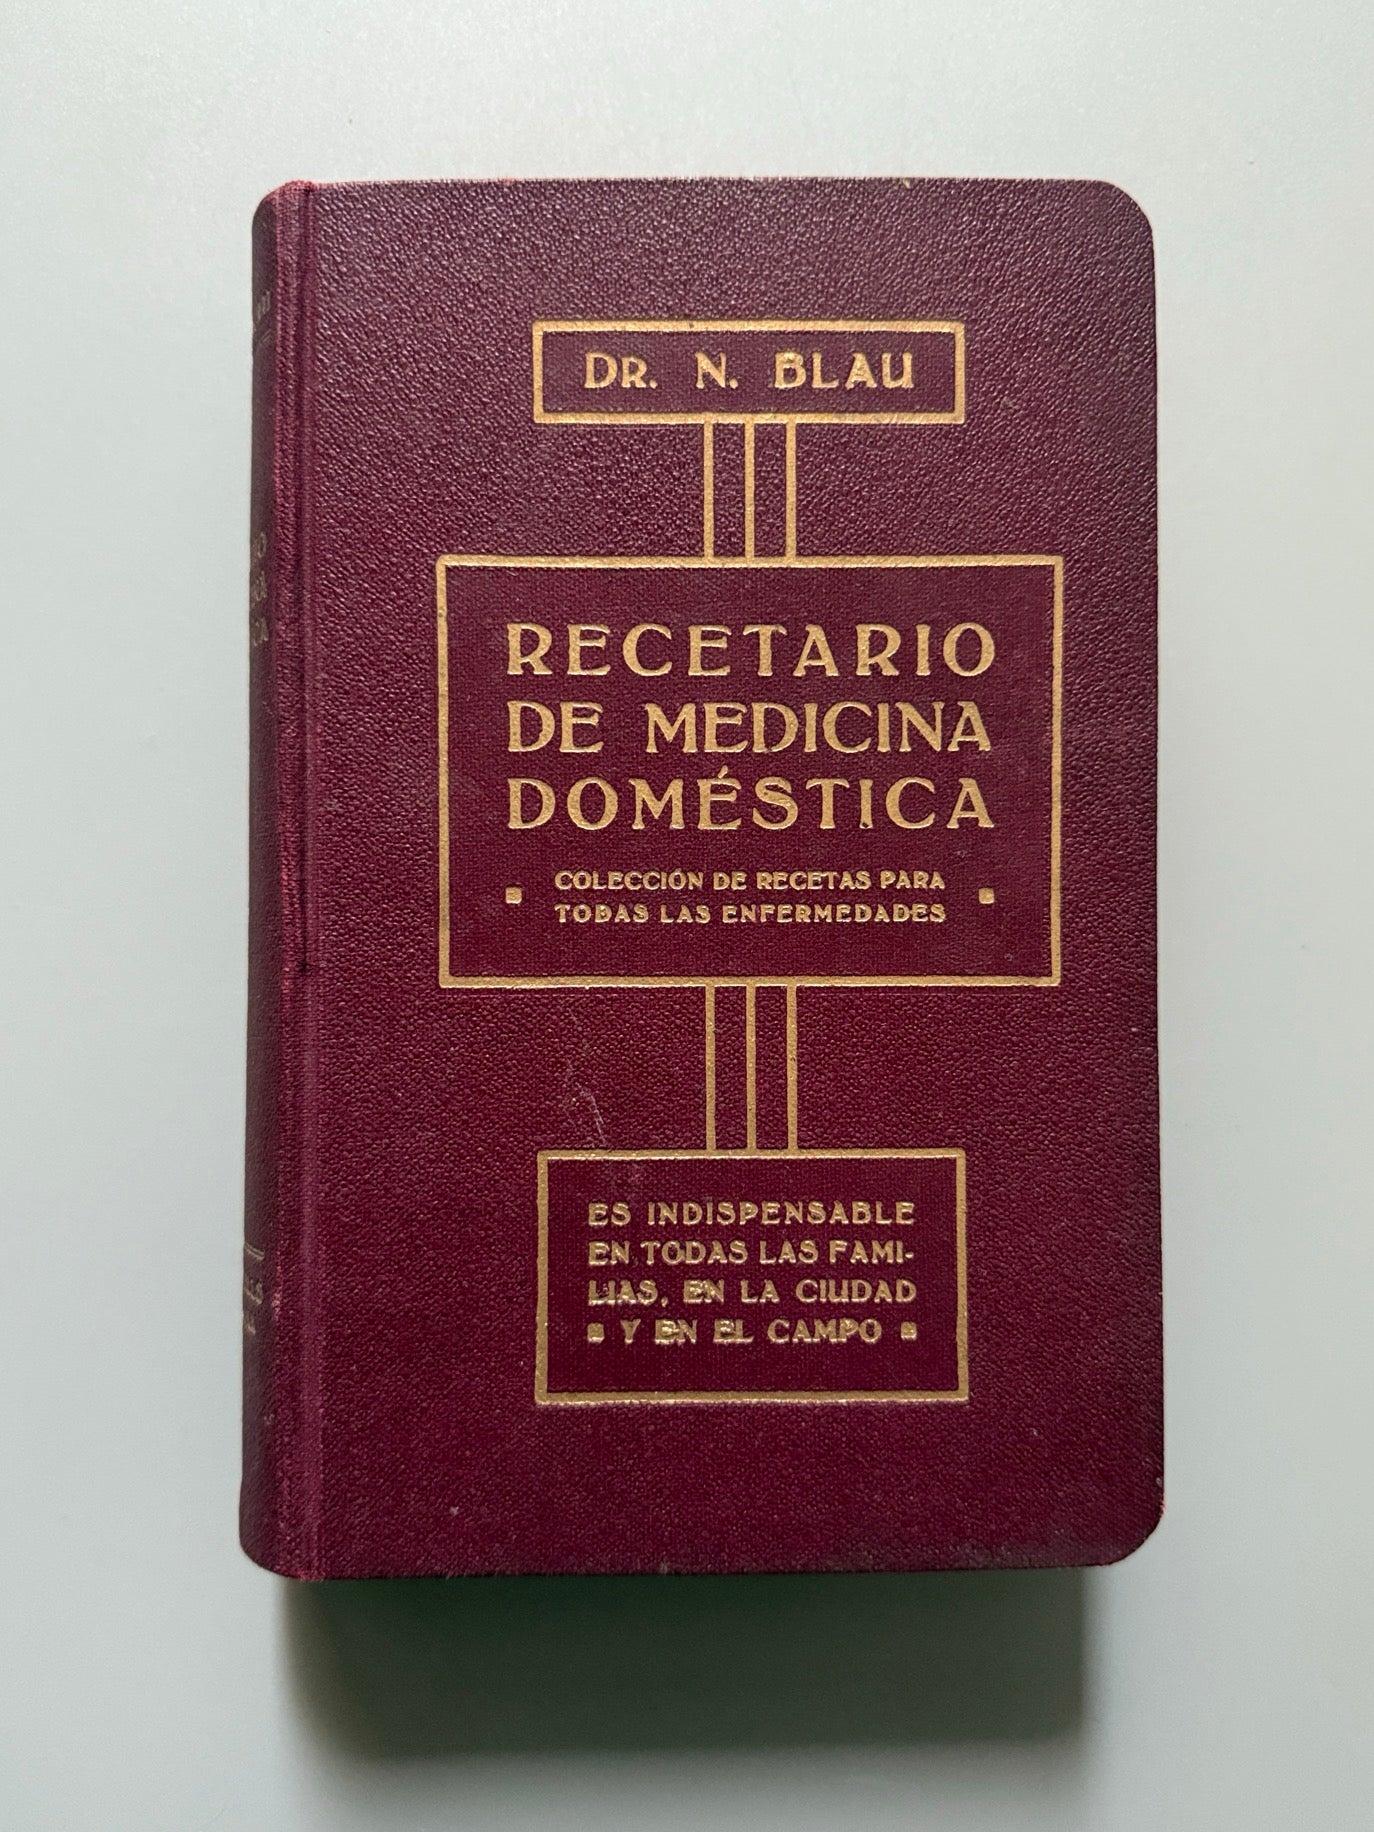 DR. N. BLAU
RECETARIO
DE MEDICINA
DOMÉSTICA
▪ COLECCIÓN DE RECETAS PARA ▪
TODAS LAS ENFERMEDADES
ES INDISPENSABLE
EN TODAS LAS FAMI-
LIAS, EN LA CIUDAD
▪ Y EN EL CAMPO ▪